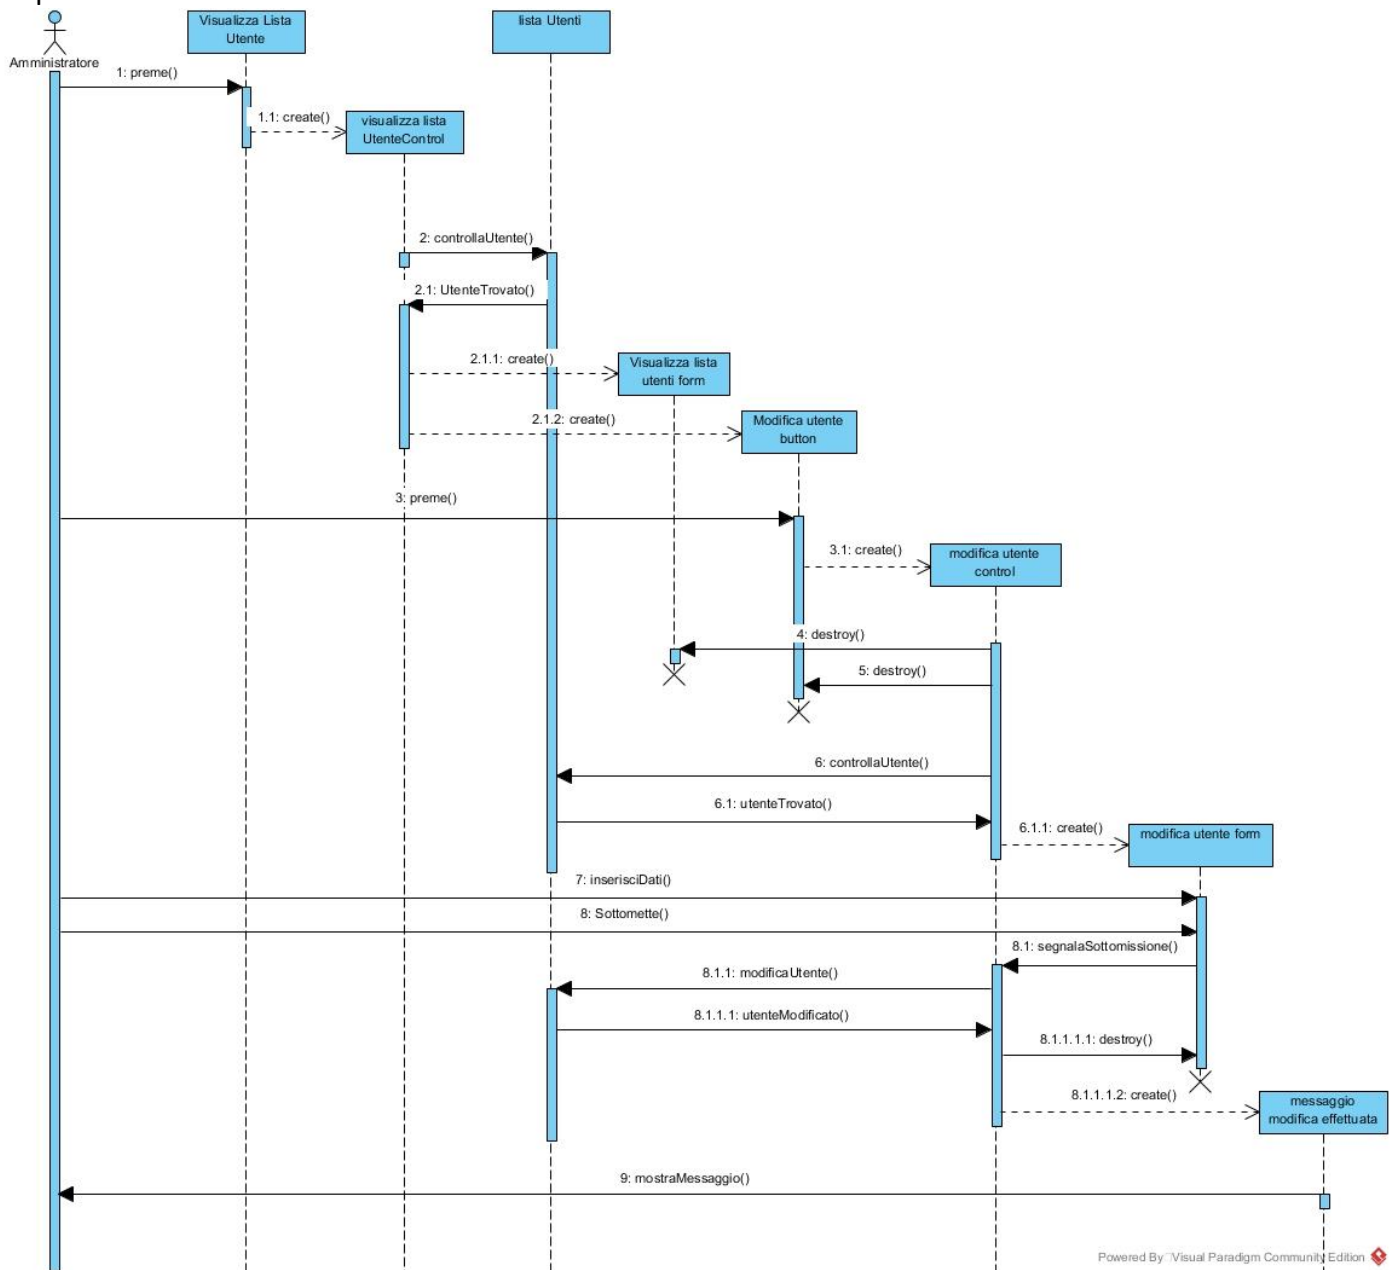 Visualizza Lista
Utente
lista Utenti
Amministratore
1: preme()
1.1: create()
visualizza lista
UtenteControl
2: controllaUtente()
2.1: UtenteTrovato()
2.1.1: create()
Visualizza lista
utenti form
2.1.2: create()
Modifica utente
button
3: preme()
3.1: create()
modifica utente
control
4: destroy()
5: destroy()
6: controllaUtente()
6.1: utenteTrovato()
6.1.1: create()
modifica utente form
7: inserisciDati()
8: Sottomette()
8.1: segnalaSottomissione()
8.1.1: modificaUtente()
8.1.1.1: utenteModificato()
8.1.1.1.1: destroy()
8.1.1.1.2: create()
messaggio
modifica effettuata
9: mostraMessaggio()
Powered By Visual Paradigm Community Edition